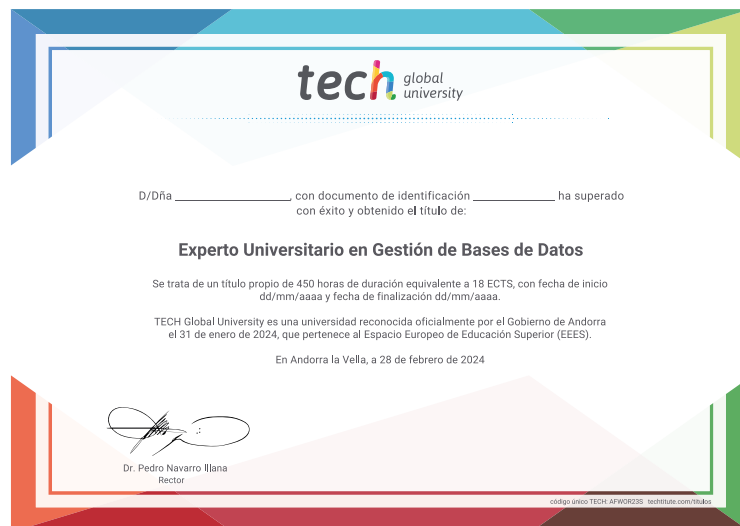 tech global university
D/Dña ______________, con documento de identificación ____________ ha superado
con éxito y obtenido el título de:
Experto Universitario en Gestión de Bases de Datos
Se trata de un título propio de 450 horas de duración equivalente a 18 ECTS, con fecha de inicio
dd/mm/aaaa y fecha de finalización dd/mm/aaaa.
TECH Global University es una universidad reconocida oficialmente por el Gobierno de Andorra
el 31 de enero de 2024, que pertenece al Espacio Europeo de Educación Superior (EEES).
En Andorra la Vella, a 28 de febrero de 2024
Dr. Pedro Navarro Illana
Rector
código único TECH: AFWOR23S techtitute.com/titulos